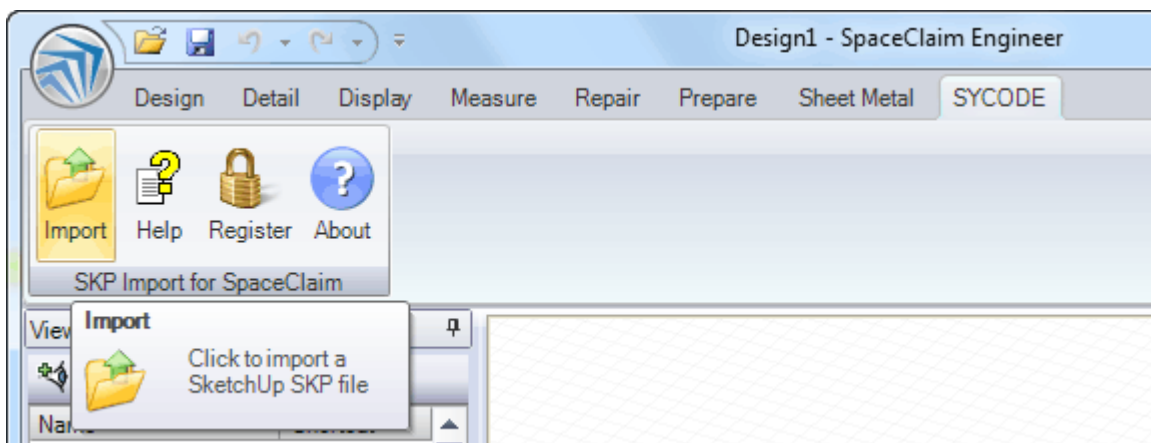 Design1 - SpaceClaim Engineer
Design Detail Display Measure Repair Prepare Sheet Metal SYCODE
Import Help Register About
SKP Import for SpaceClaim
Import
Click to import a
SketchUp SKP file